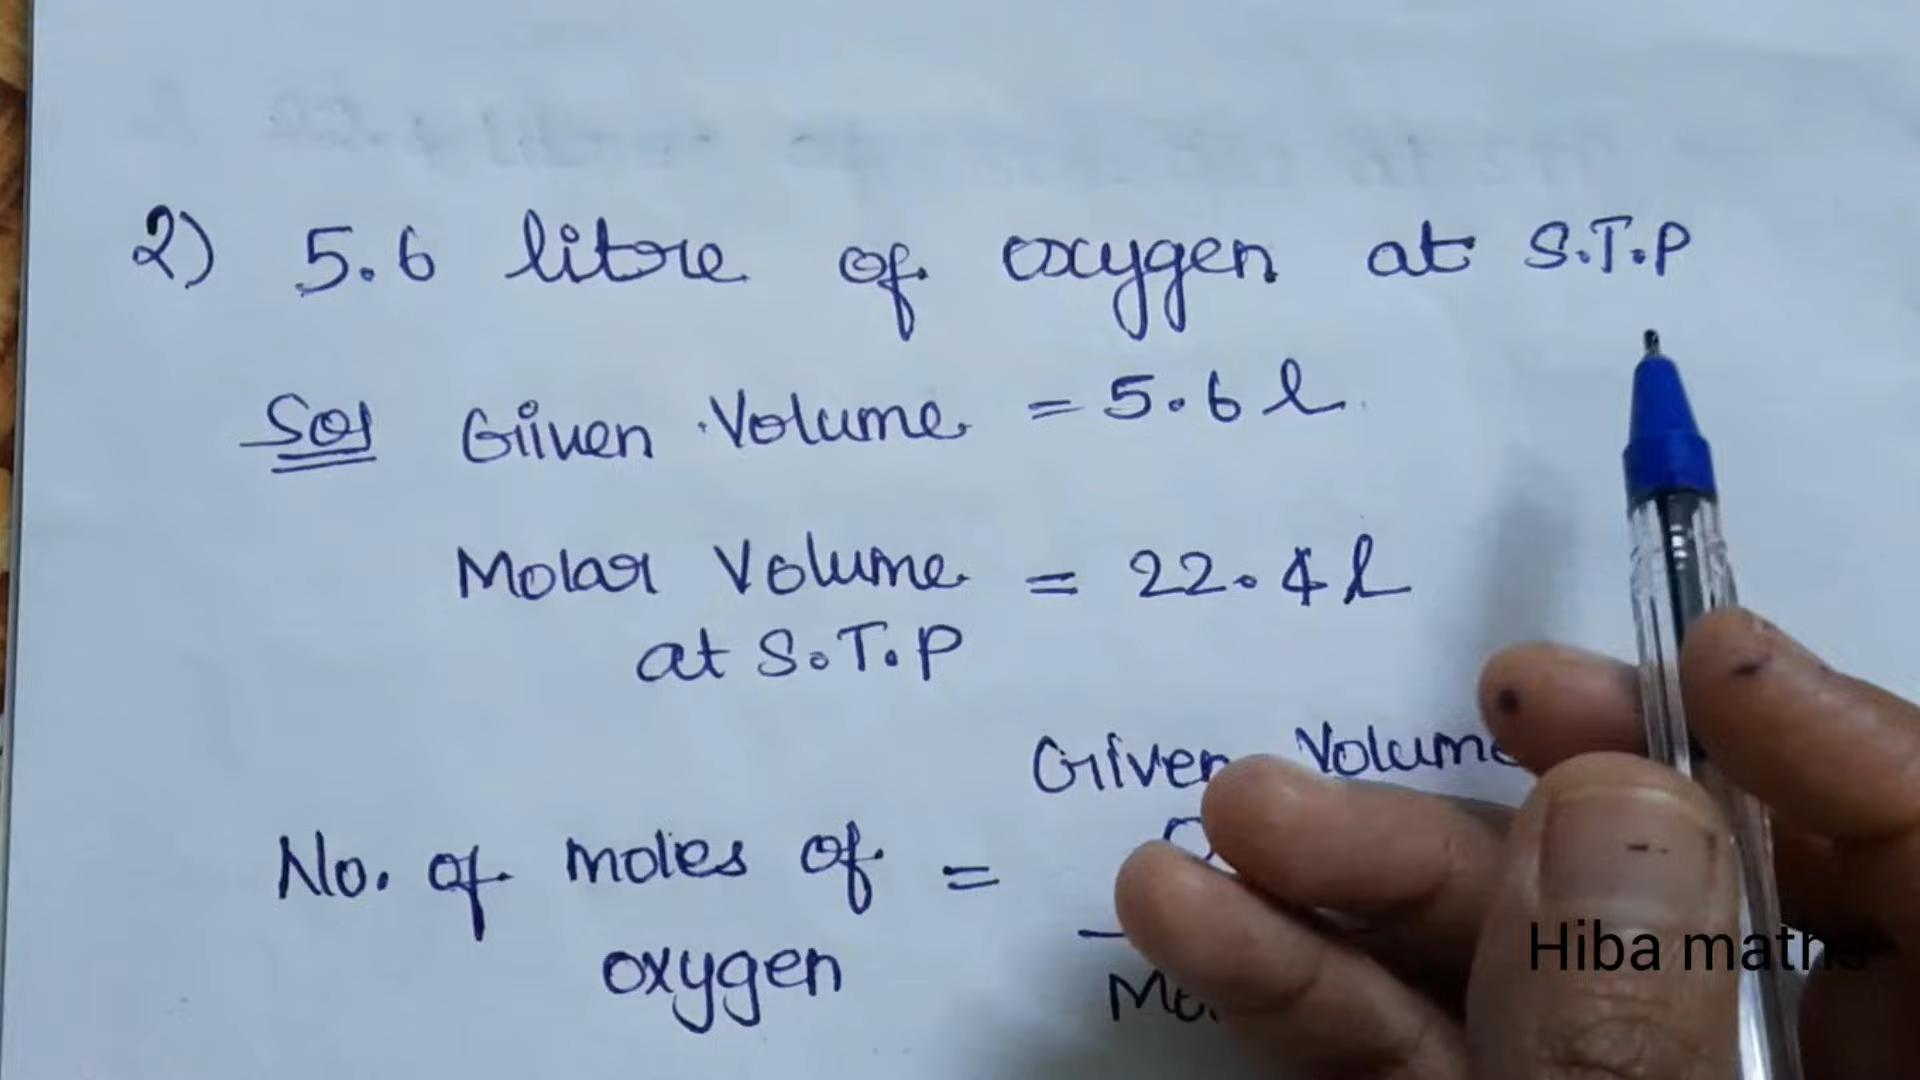 2) 5.6 litre of oxygen at S.T.P
Sol Given Volume = 5.6 l
Molar Volume = 22.4 l
at S.T.P
Given Volume
No. of moles of =
oxygen
Hiba maths